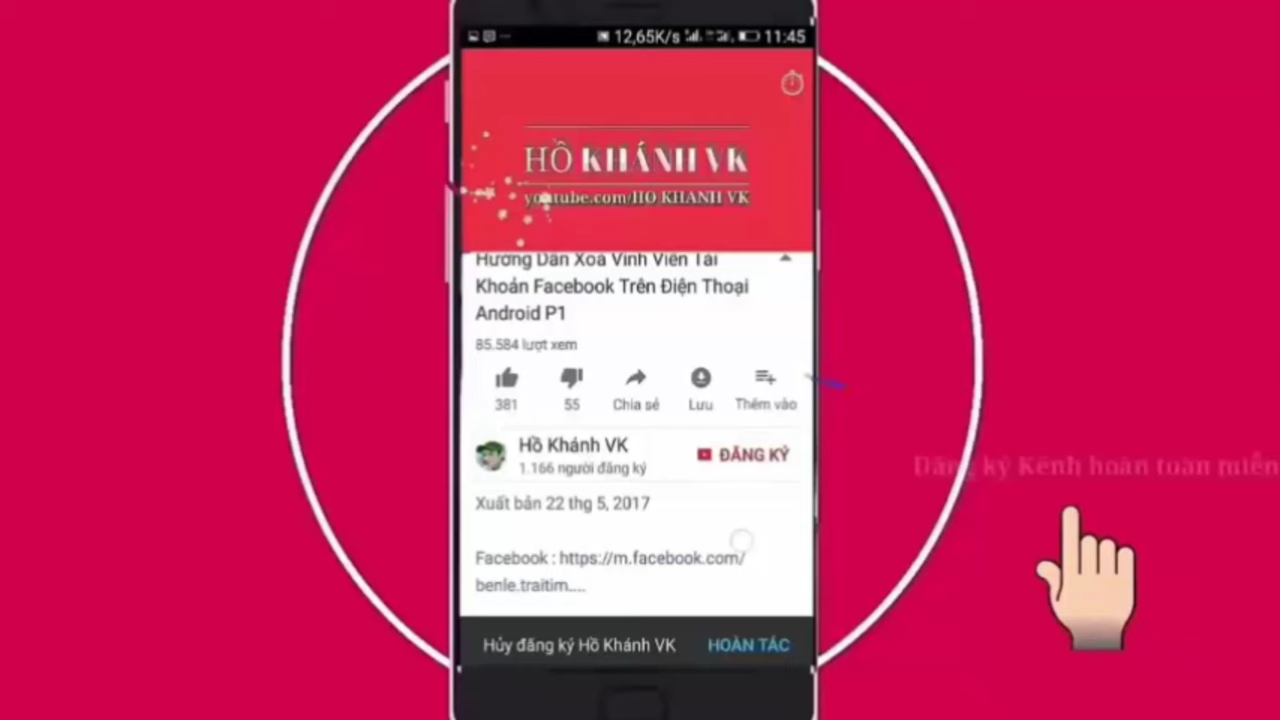 12,65K/s 11:45
HỒ KHÁNH VK
youtube.com/HO KHANH VK
Hướng Dẫn Xoá Vĩnh Viễn Tài
Khoản Facebook Trên Điện Thoại
Android P1
85.584 lượt xem
381 55 Chia sẻ Lưu Thêm vào
Hồ Khánh VK
1.166 người đăng ký
ĐĂNG KÝ
Đăng ký Kênh hoàn toàn miễn
Xuất bản 22 thg 5, 2017
Facebook : https://m.facebook.com/
benle.traitim....
Hủy đăng ký Hồ Khánh VK HOÀN TÁC